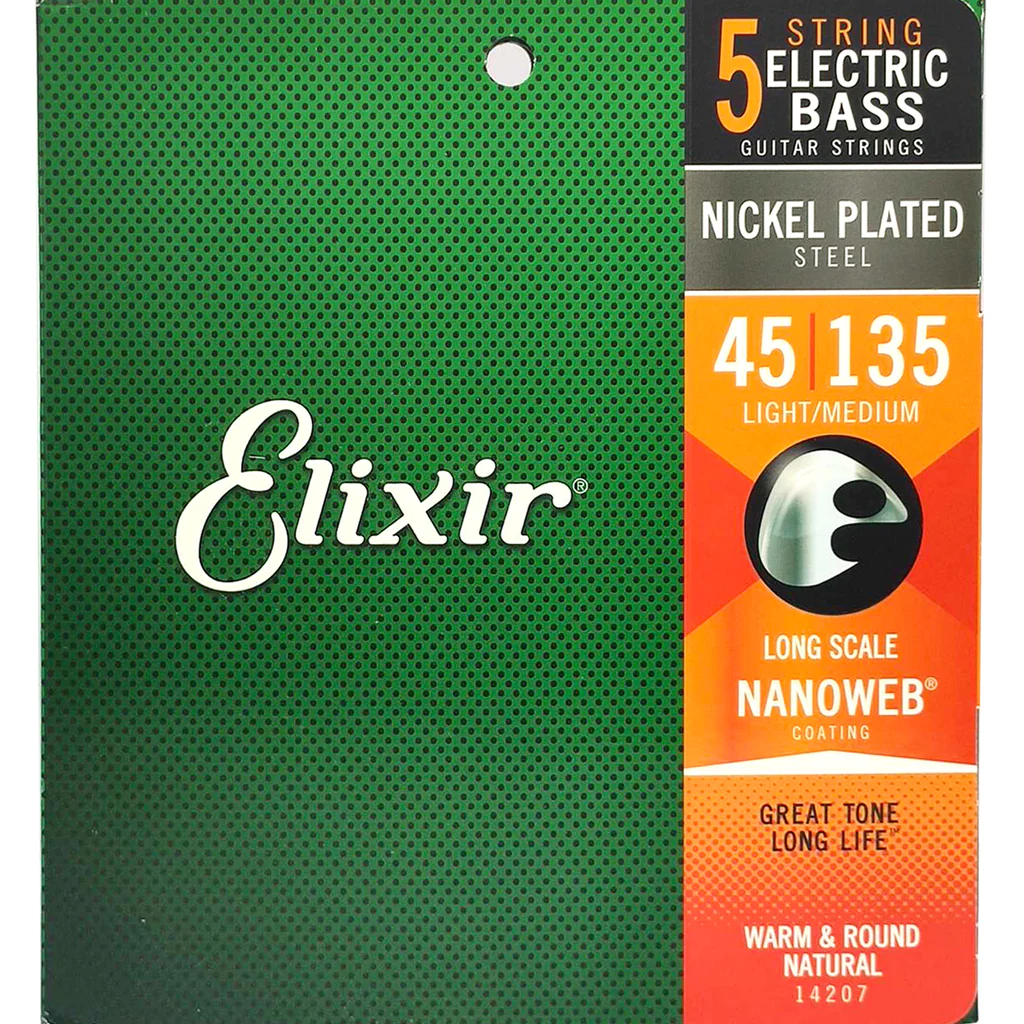 5 STRING
ELECTRIC
BASS
GUITAR STRINGS
NICKEL PLATED
STEEL
45|135
LIGHT/MEDIUM
Elixir®
LONG SCALE
NANOWEB®
COATING
GREAT TONE
LONG LIFE™
WARM & ROUND
NATURAL
14207